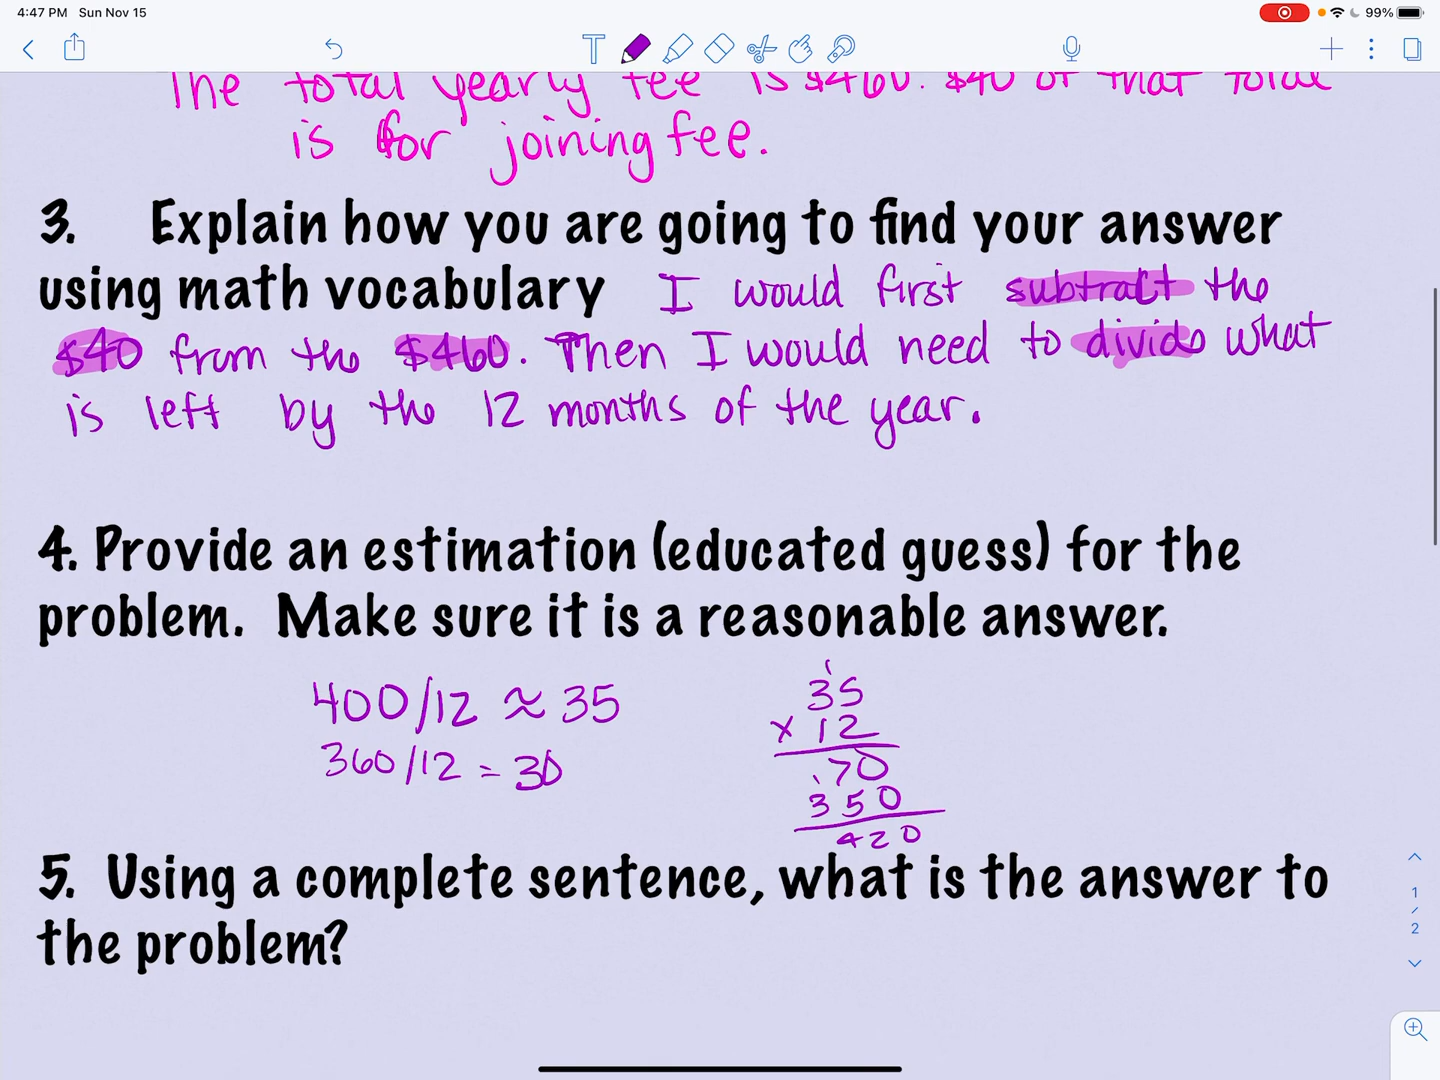 4:47 PM Sun Nov 15
99%
The total yearly fee is $460. $40 of that total
is for joining fee.
3. Explain how you are going to find your answer
using math vocabulary I would first subtract the
$40 from the $460. Then I would need to divide what
is left by the 12 months of the year.
4. Provide an estimation (educated guess) for the
problem. Make sure it is a reasonable answer.
400/12 ≈ 35
360/12 = 30
1
35
x 12
70
350
420
5. Using a complete sentence, what is the answer to
the problem?
1
/
2